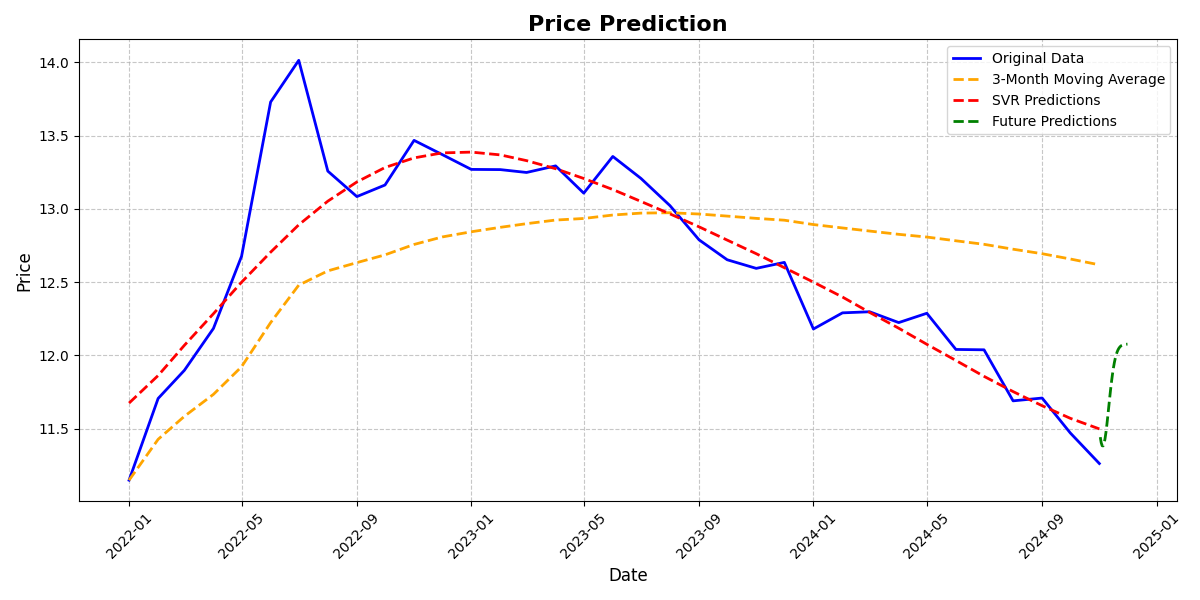 Price Prediction
Original Data
3-Month Moving Average
SVR Predictions
Future Predictions
Price
14.0
13.5
13.0
12.5
12.0
11.5
2022-01
2022-05
2022-09
2023-01
2023-05
2023-09
2024-01
2024-05
2024-09
2025-01
Date